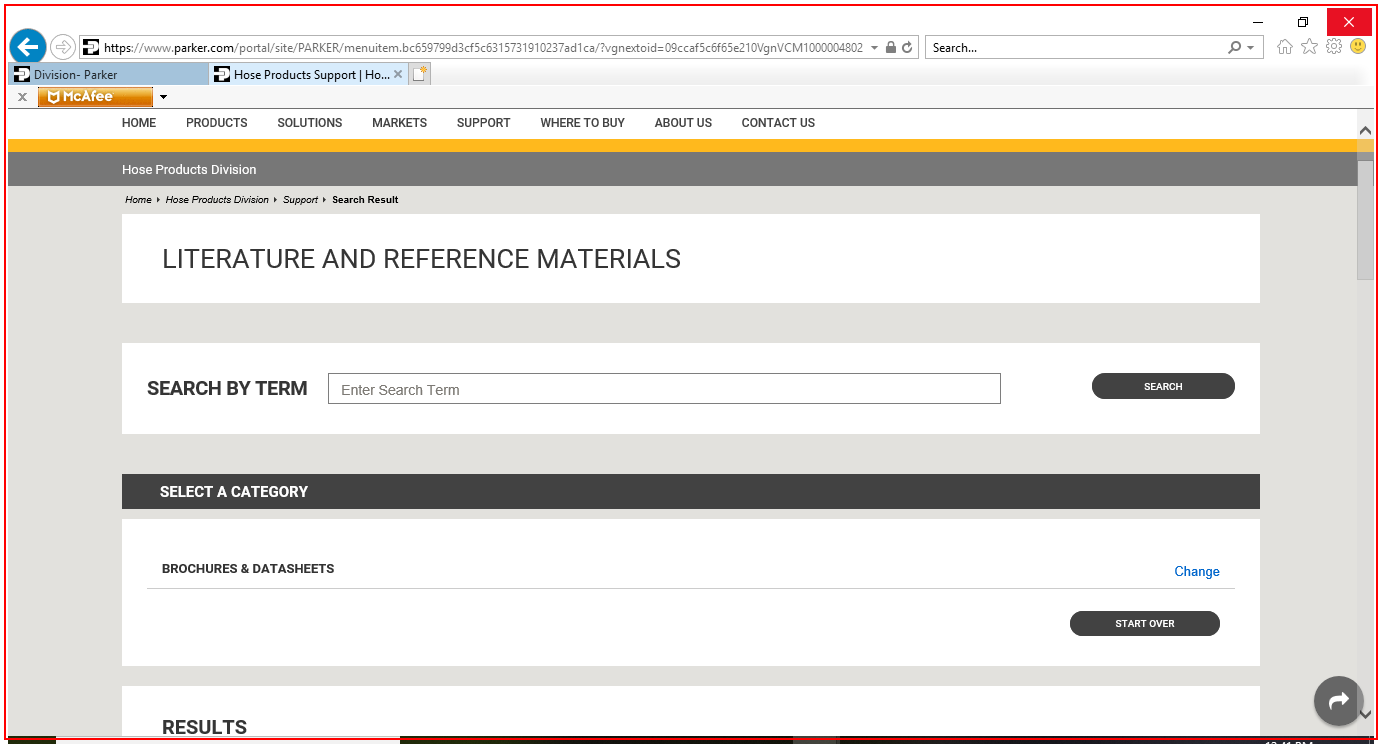 https://www.parker.com/portal/site/PARKER/menuitem.bc659799d3cf5c6315731910237ad1ca/?vgnextoid=09ccaf5c6f65e210VgnVCM1000004802
Search...
Division- Parker
Hose Products Support | Ho...
McAfee
HOME PRODUCTS SOLUTIONS MARKETS SUPPORT WHERE TO BUY ABOUT US CONTACT US
Hose Products Division
Home Hose Products Division Support Search Result
LITERATURE AND REFERENCE MATERIALS
SEARCH BY TERM Enter Search Term SEARCH
SELECT A CATEGORY
BROCHURES & DATASHEETS Change
START OVER
RESULTS